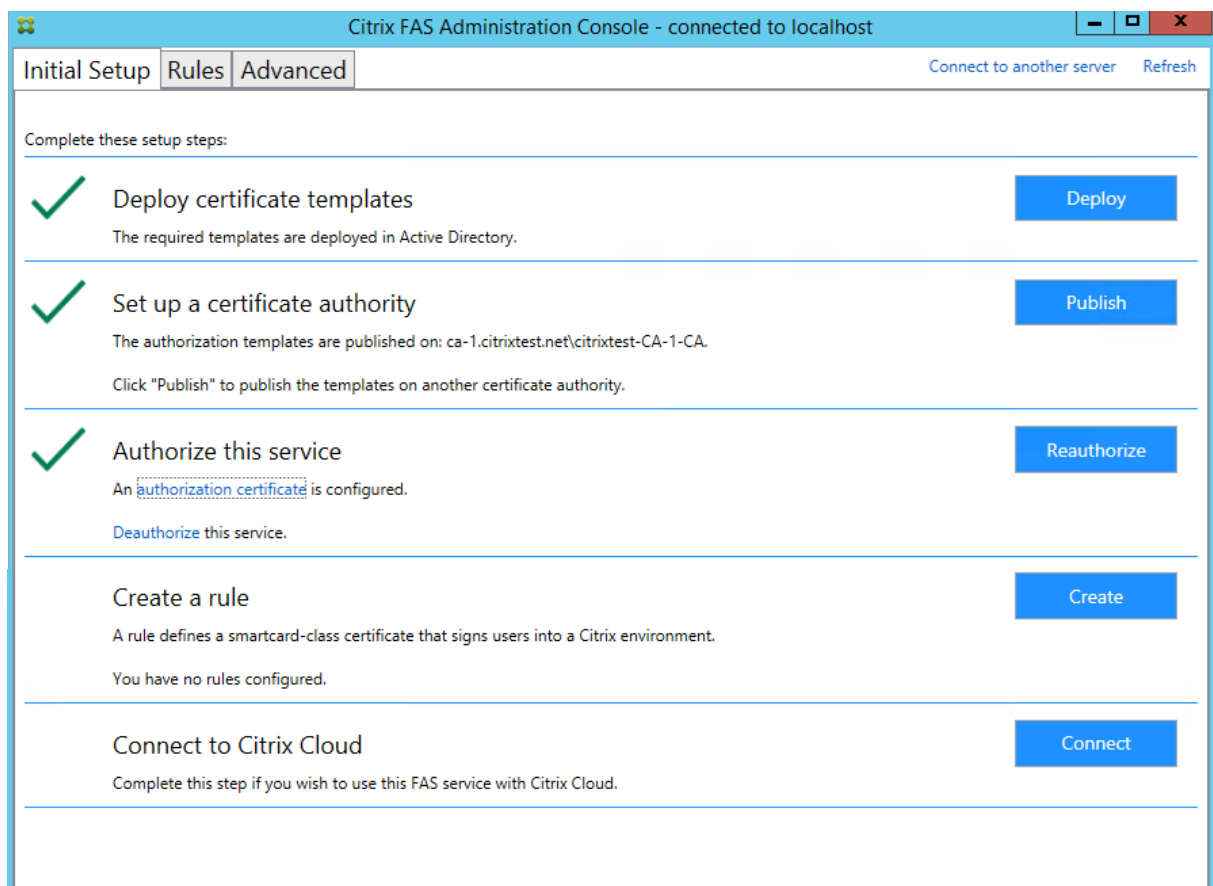 Citrix FAS Administration Console - connected to localhost
Initial Setup Rules Advanced Connect to another server Refresh
Complete these setup steps:
Deploy certificate templates Deploy
The required templates are deployed in Active Directory.
Set up a certificate authority Publish
The authorization templates are published on: ca-1.citrixtest.net\citrixtest-CA-1-CA.
Click "Publish" to publish the templates on another certificate authority.
Authorize this service Reauthorize
An authorization certificate is configured.
Deauthorize this service.
Create a rule Create
A rule defines a smartcard-class certificate that signs users into a Citrix environment.
You have no rules configured.
Connect to Citrix Cloud Connect
Complete this step if you wish to use this FAS service with Citrix Cloud.